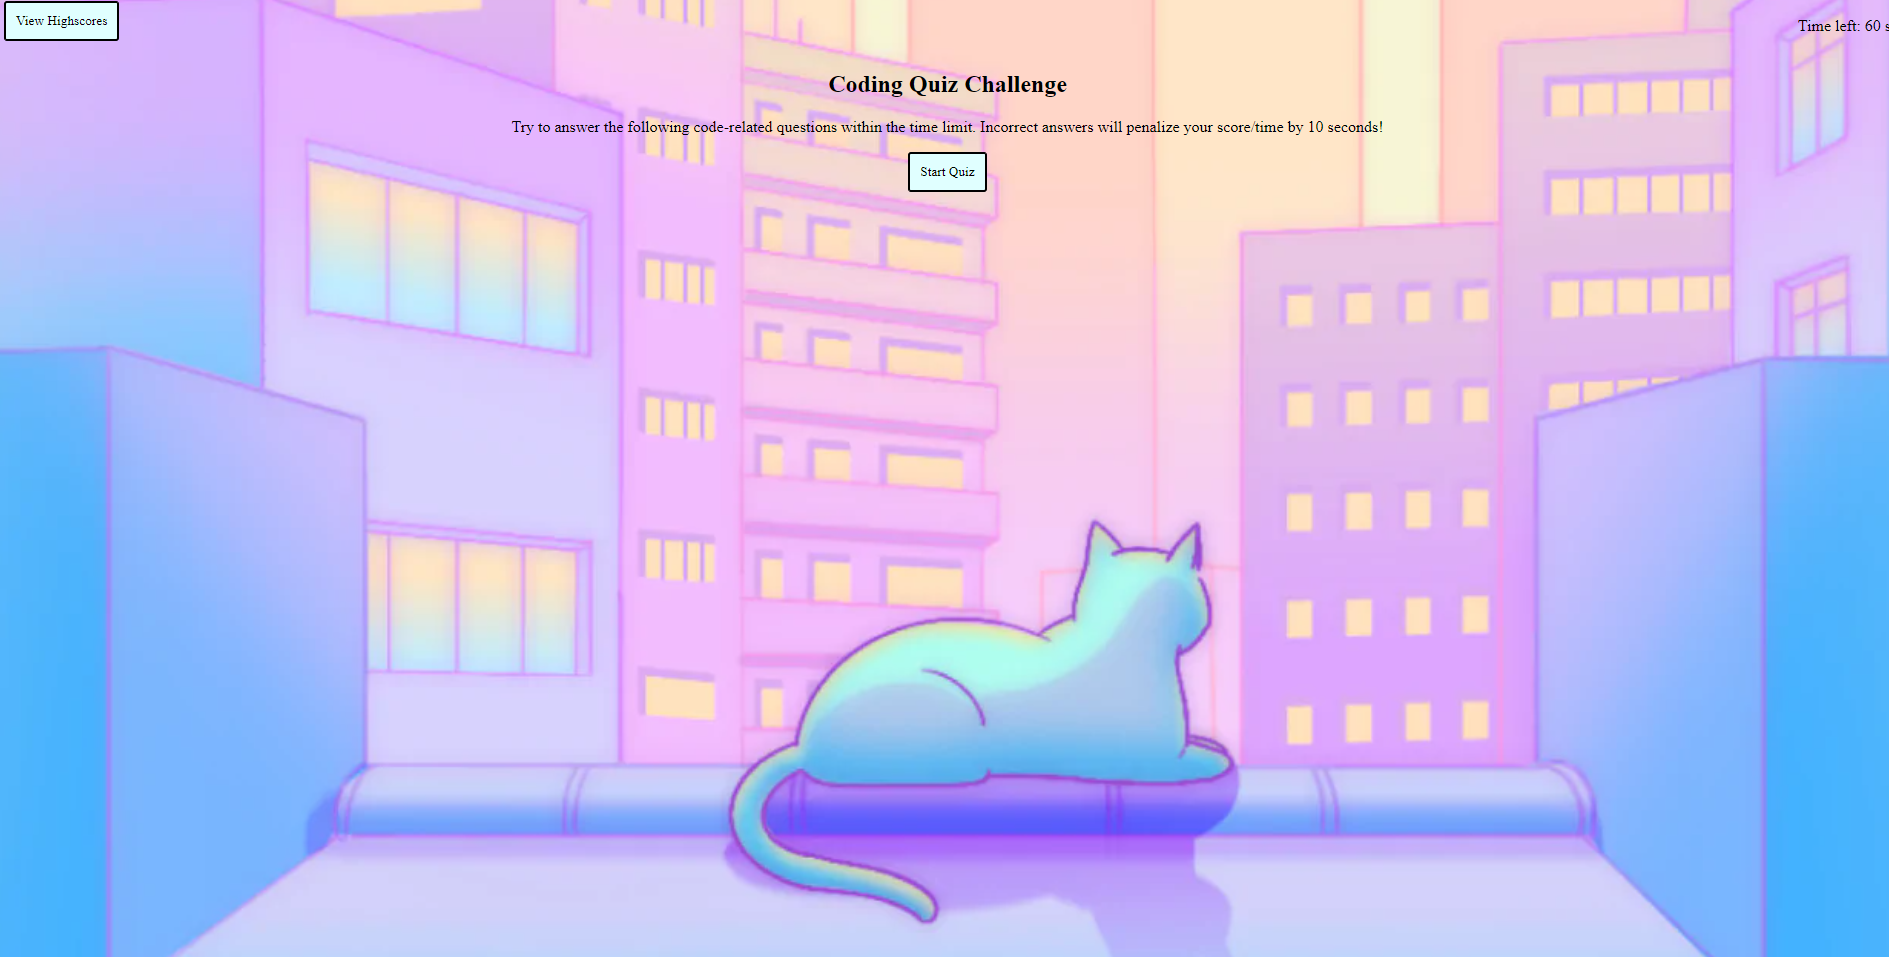 View Highscores
Time left: 60 s
Coding Quiz Challenge
Try to answer the following code-related questions within the time limit. Incorrect answers will penalize your score/time by 10 seconds!
Start Quiz